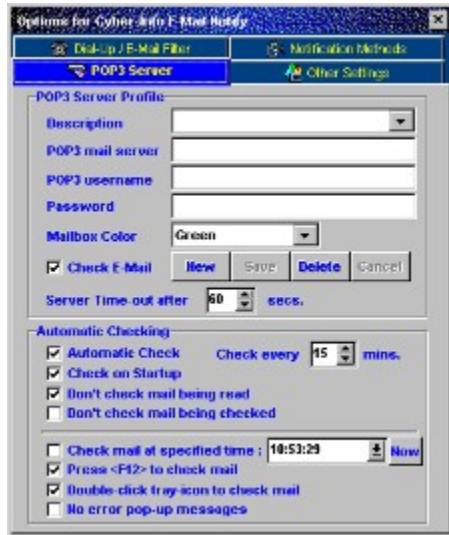 Options for Cyber-Info E-Mail Notify
Dial-Up / E-Mail Filter
Notification Methods
POP3 Server
Other Settings
POP3 Server Profile
Description
POP3 mail server
POP3 username
Password
Mailbox Color Green
Check E-Mail New Save Delete Cancel
Server Time-out after 60 secs.
Automatic Checking
Automatic Check Check every 15 mins.
Check on Startup
Don't check mail being read
Don't check mail being checked
Check mail at specified time : 10:53:29 Now
Press <F12> to check mail
Double-click tray-icon to check mail
No error pop-up messages